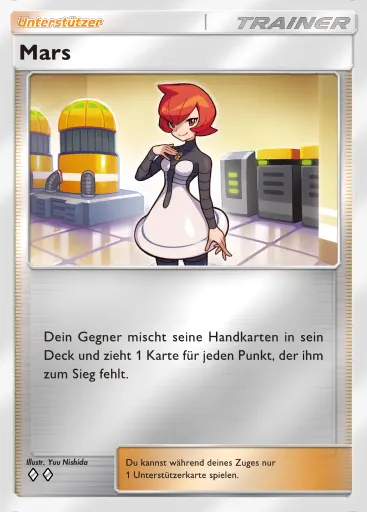 Unterstützer
TRAINER
Mars
Dein Gegner mischt seine Handkarten in sein
Deck und zieht 1 Karte für jeden Punkt, der ihm
zum Sieg fehlt.
Illustr. Yuu Nishida
Du kannst während deines Zuges nur
1 Unterstützerkarte spielen.